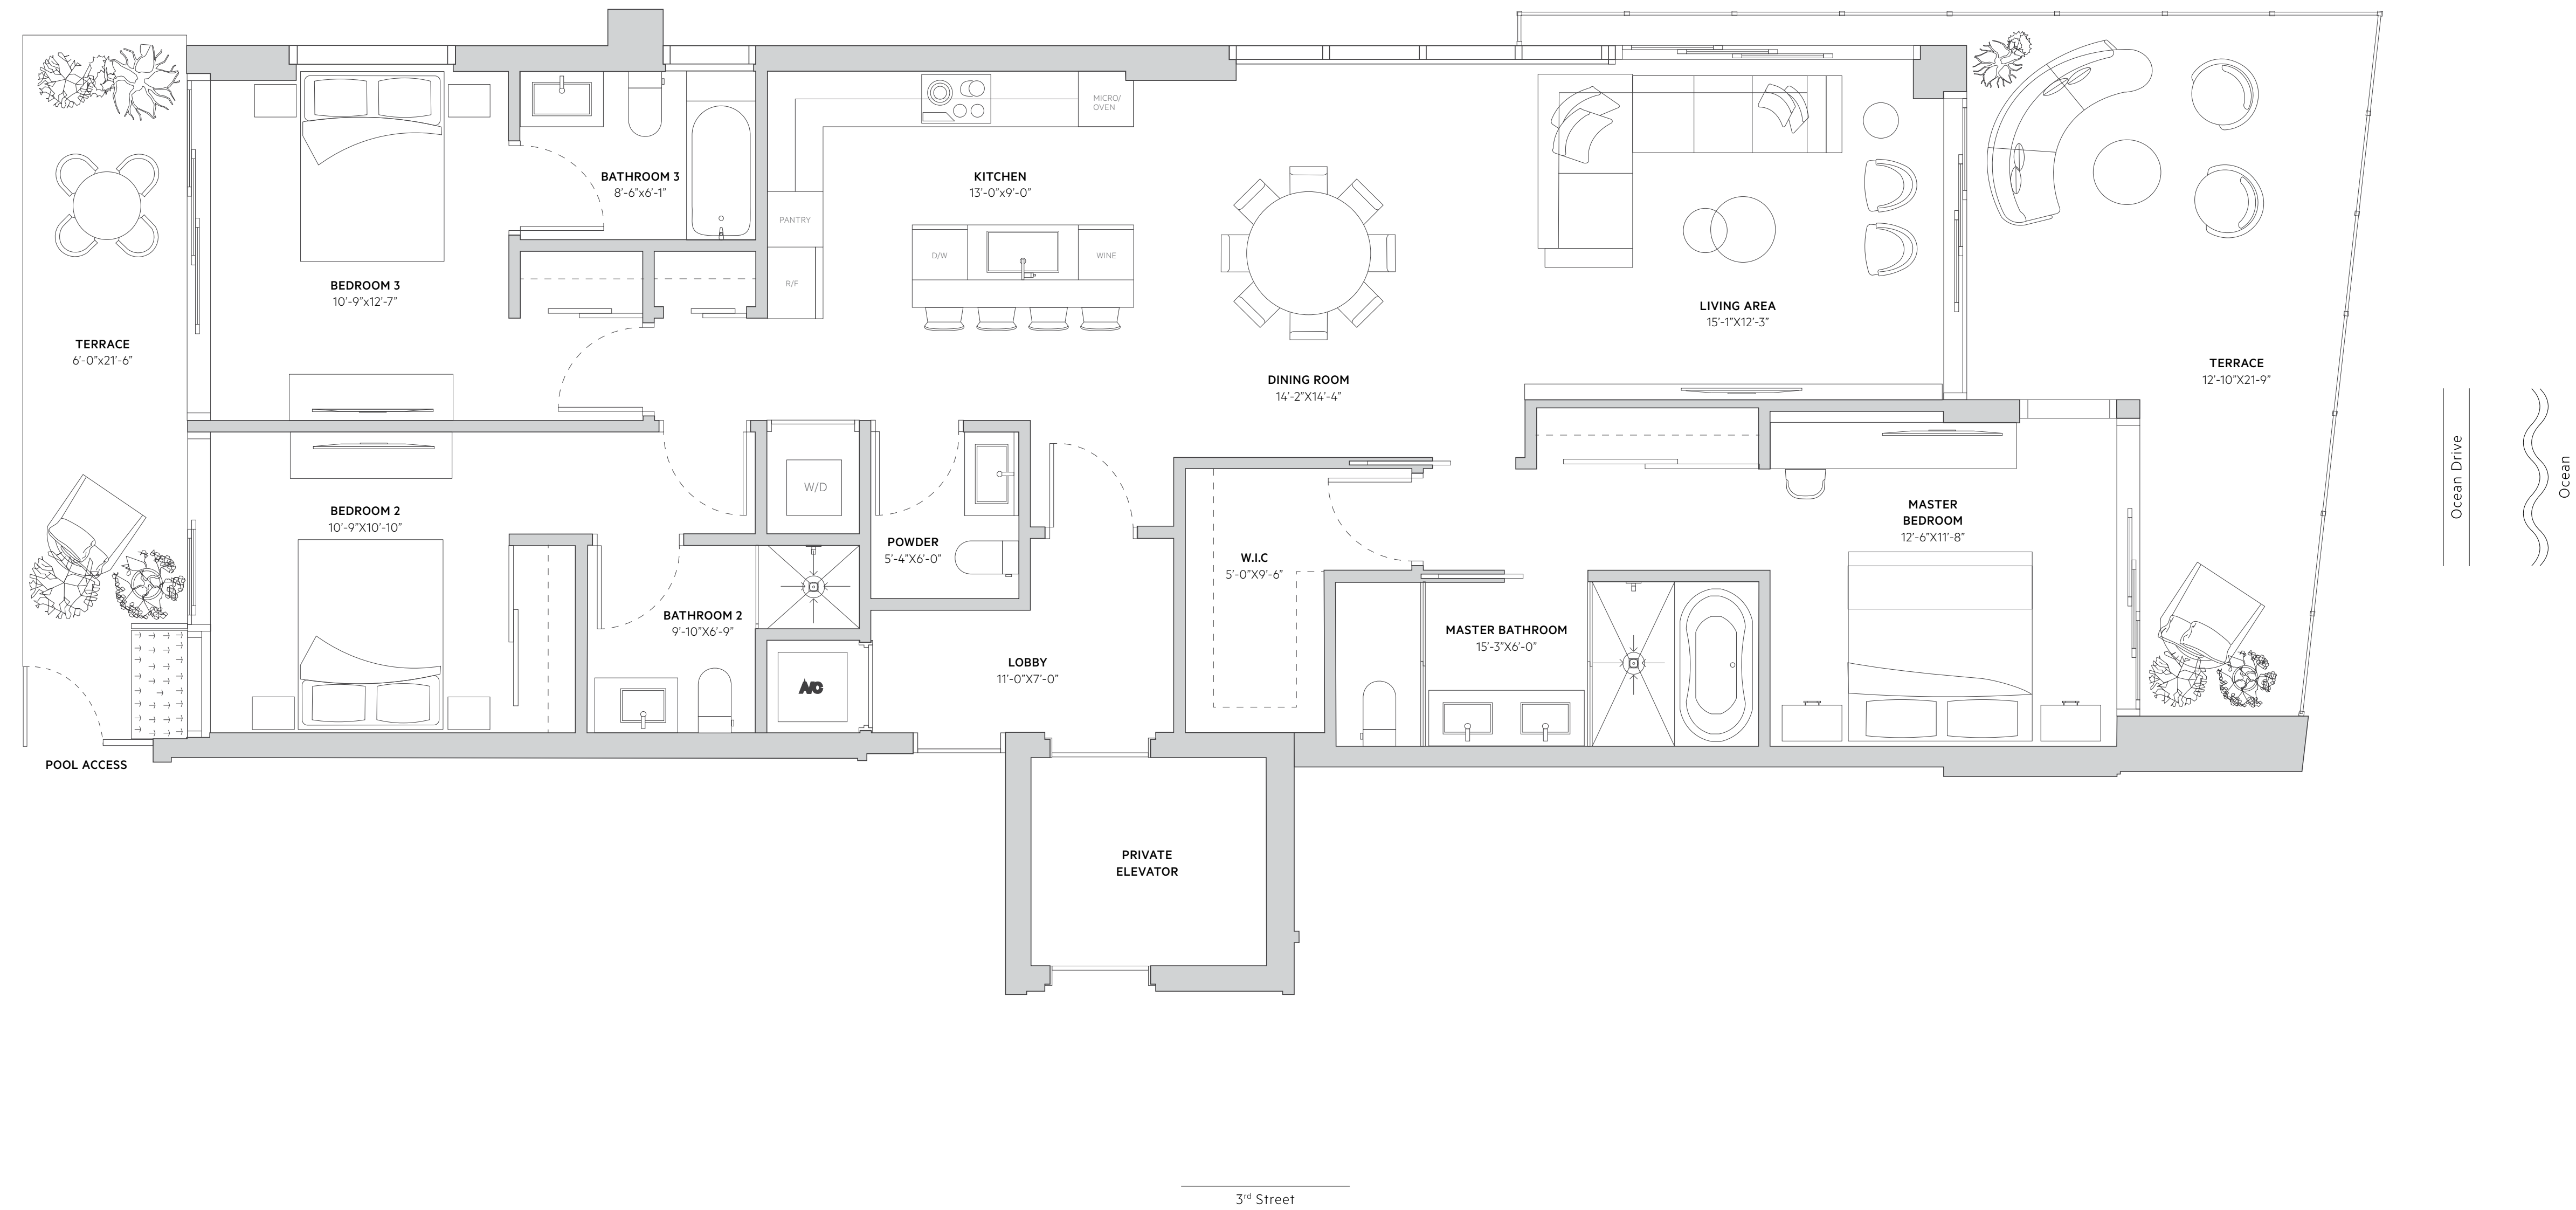 MICRO/
OVEN
BATHROOM 3
8'-6"x6'-1"
KITCHEN
13'-0"x9'-0"
PANTRY
D/W
WINE
R/F
BEDROOM 3
10'-9"x12'-7"
LIVING AREA
15'-1"X12'-3"
TERRACE
6'-0"x21'-6"
TERRACE
12'-10"X21-9"
DINING ROOM
14'-2"X14'-4"
W/D
BEDROOM 2
10'-9"X10'-10"
MASTER
BEDROOM
12'-6"X11'-8"
POWDER
5'-4"X6'-0"
W.I.C
5'-0"X9'-6"
BATHROOM 2
9'-10"X6'-9"
MASTER BATHROOM
15'-3"X6'-0"
LOBBY
11'-0"X7'-0"
A/C
POOL ACCESS
PRIVATE
ELEVATOR
Ocean Drive
Ocean
3rd Street